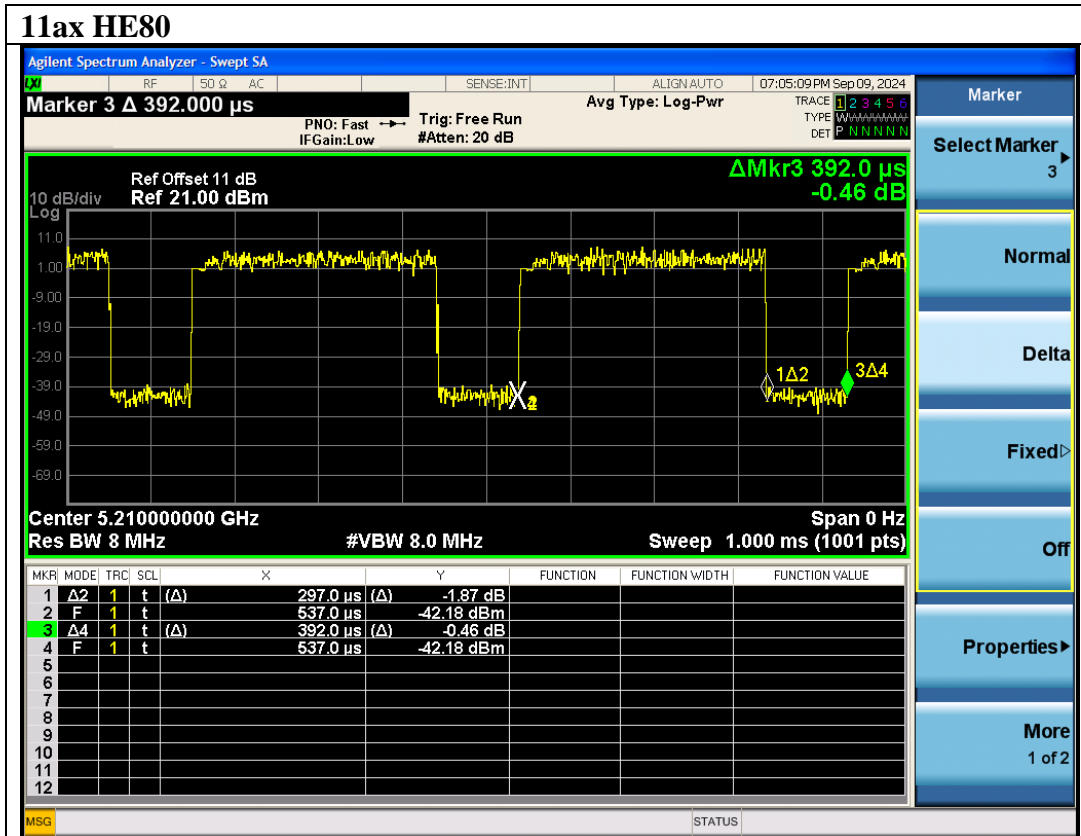 11ax HE80
Agilent Spectrum Analyzer - Swept SA
LXI RF 50 Ω AC SENSE:INT ALIGNAUTO 07:05:09 PM Sep 09, 2024
Marker 3 Δ 392.000 µs
PNO: Fast
IFGain:Low
Trig: Free Run
#Atten: 20 dB
Avg Type: Log-Pwr
TRACE 1 2 3 4 5 6
TYPE
DET P N N N N N
ΔMkr3 392.0 µs
-0.46 dB
Ref Offset 11 dB
10 dB/div Ref 21.00 dBm
Log
11.0
1.00
-9.00
-19.0
-29.0
-39.0
-49.0
-59.0
-69.0
1Δ2
3Δ4
Center 5.210000000 GHz Span 0 Hz
Res BW 8 MHz #VBW 8.0 MHz Sweep 1.000 ms (1001 pts)
MKR MODE TRC SCL X Y FUNCTION FUNCTION WIDTH FUNCTION VALUE
1 Δ2 1 t (Δ) 297.0 µs (Δ) -1.87 dB
2 F 1 t 537.0 µs -42.18 dBm
3 Δ4 1 t (Δ) 392.0 µs (Δ) -0.46 dB
4 F 1 t 537.0 µs -42.18 dBm
5
6
7
8
9
10
11
12
MSG STATUS
Marker
Select Marker
3
Normal
Delta
Fixed
Off
Properties
More
1 of 2